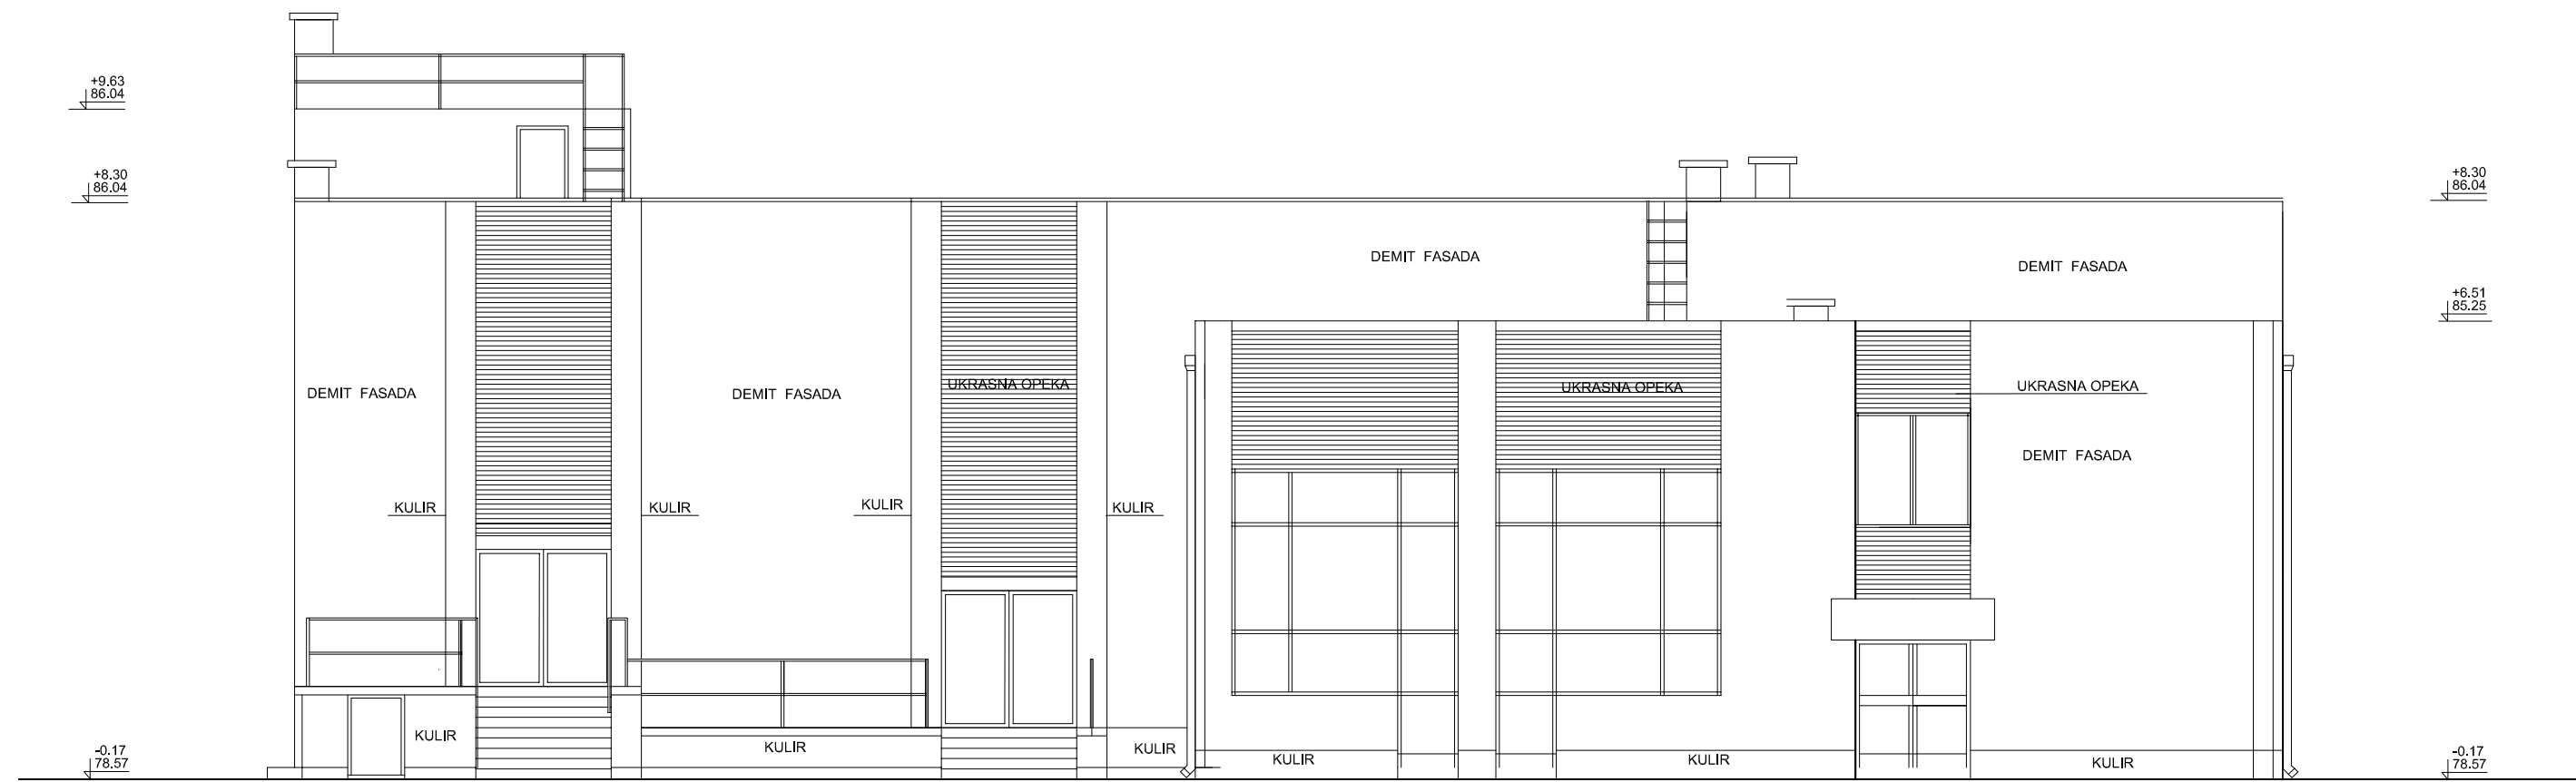 +9.63
86.04
+8.30
86.04
+8.30
86.04
DEMIT FASADA
DEMIT FASADA
+6.51
85.25
DEMIT FASADA
DEMIT FASADA
UKRASNA OPEKA
UKRASNA OPEKA
UKRASNA OPEKA
DEMIT FASADA
KULIR
KULIR
KULIR
KULIR
KULIR
KULIR
KULIR
KULIR
KULIR
KULIR
-0.17
78.57
-0.17
78.57